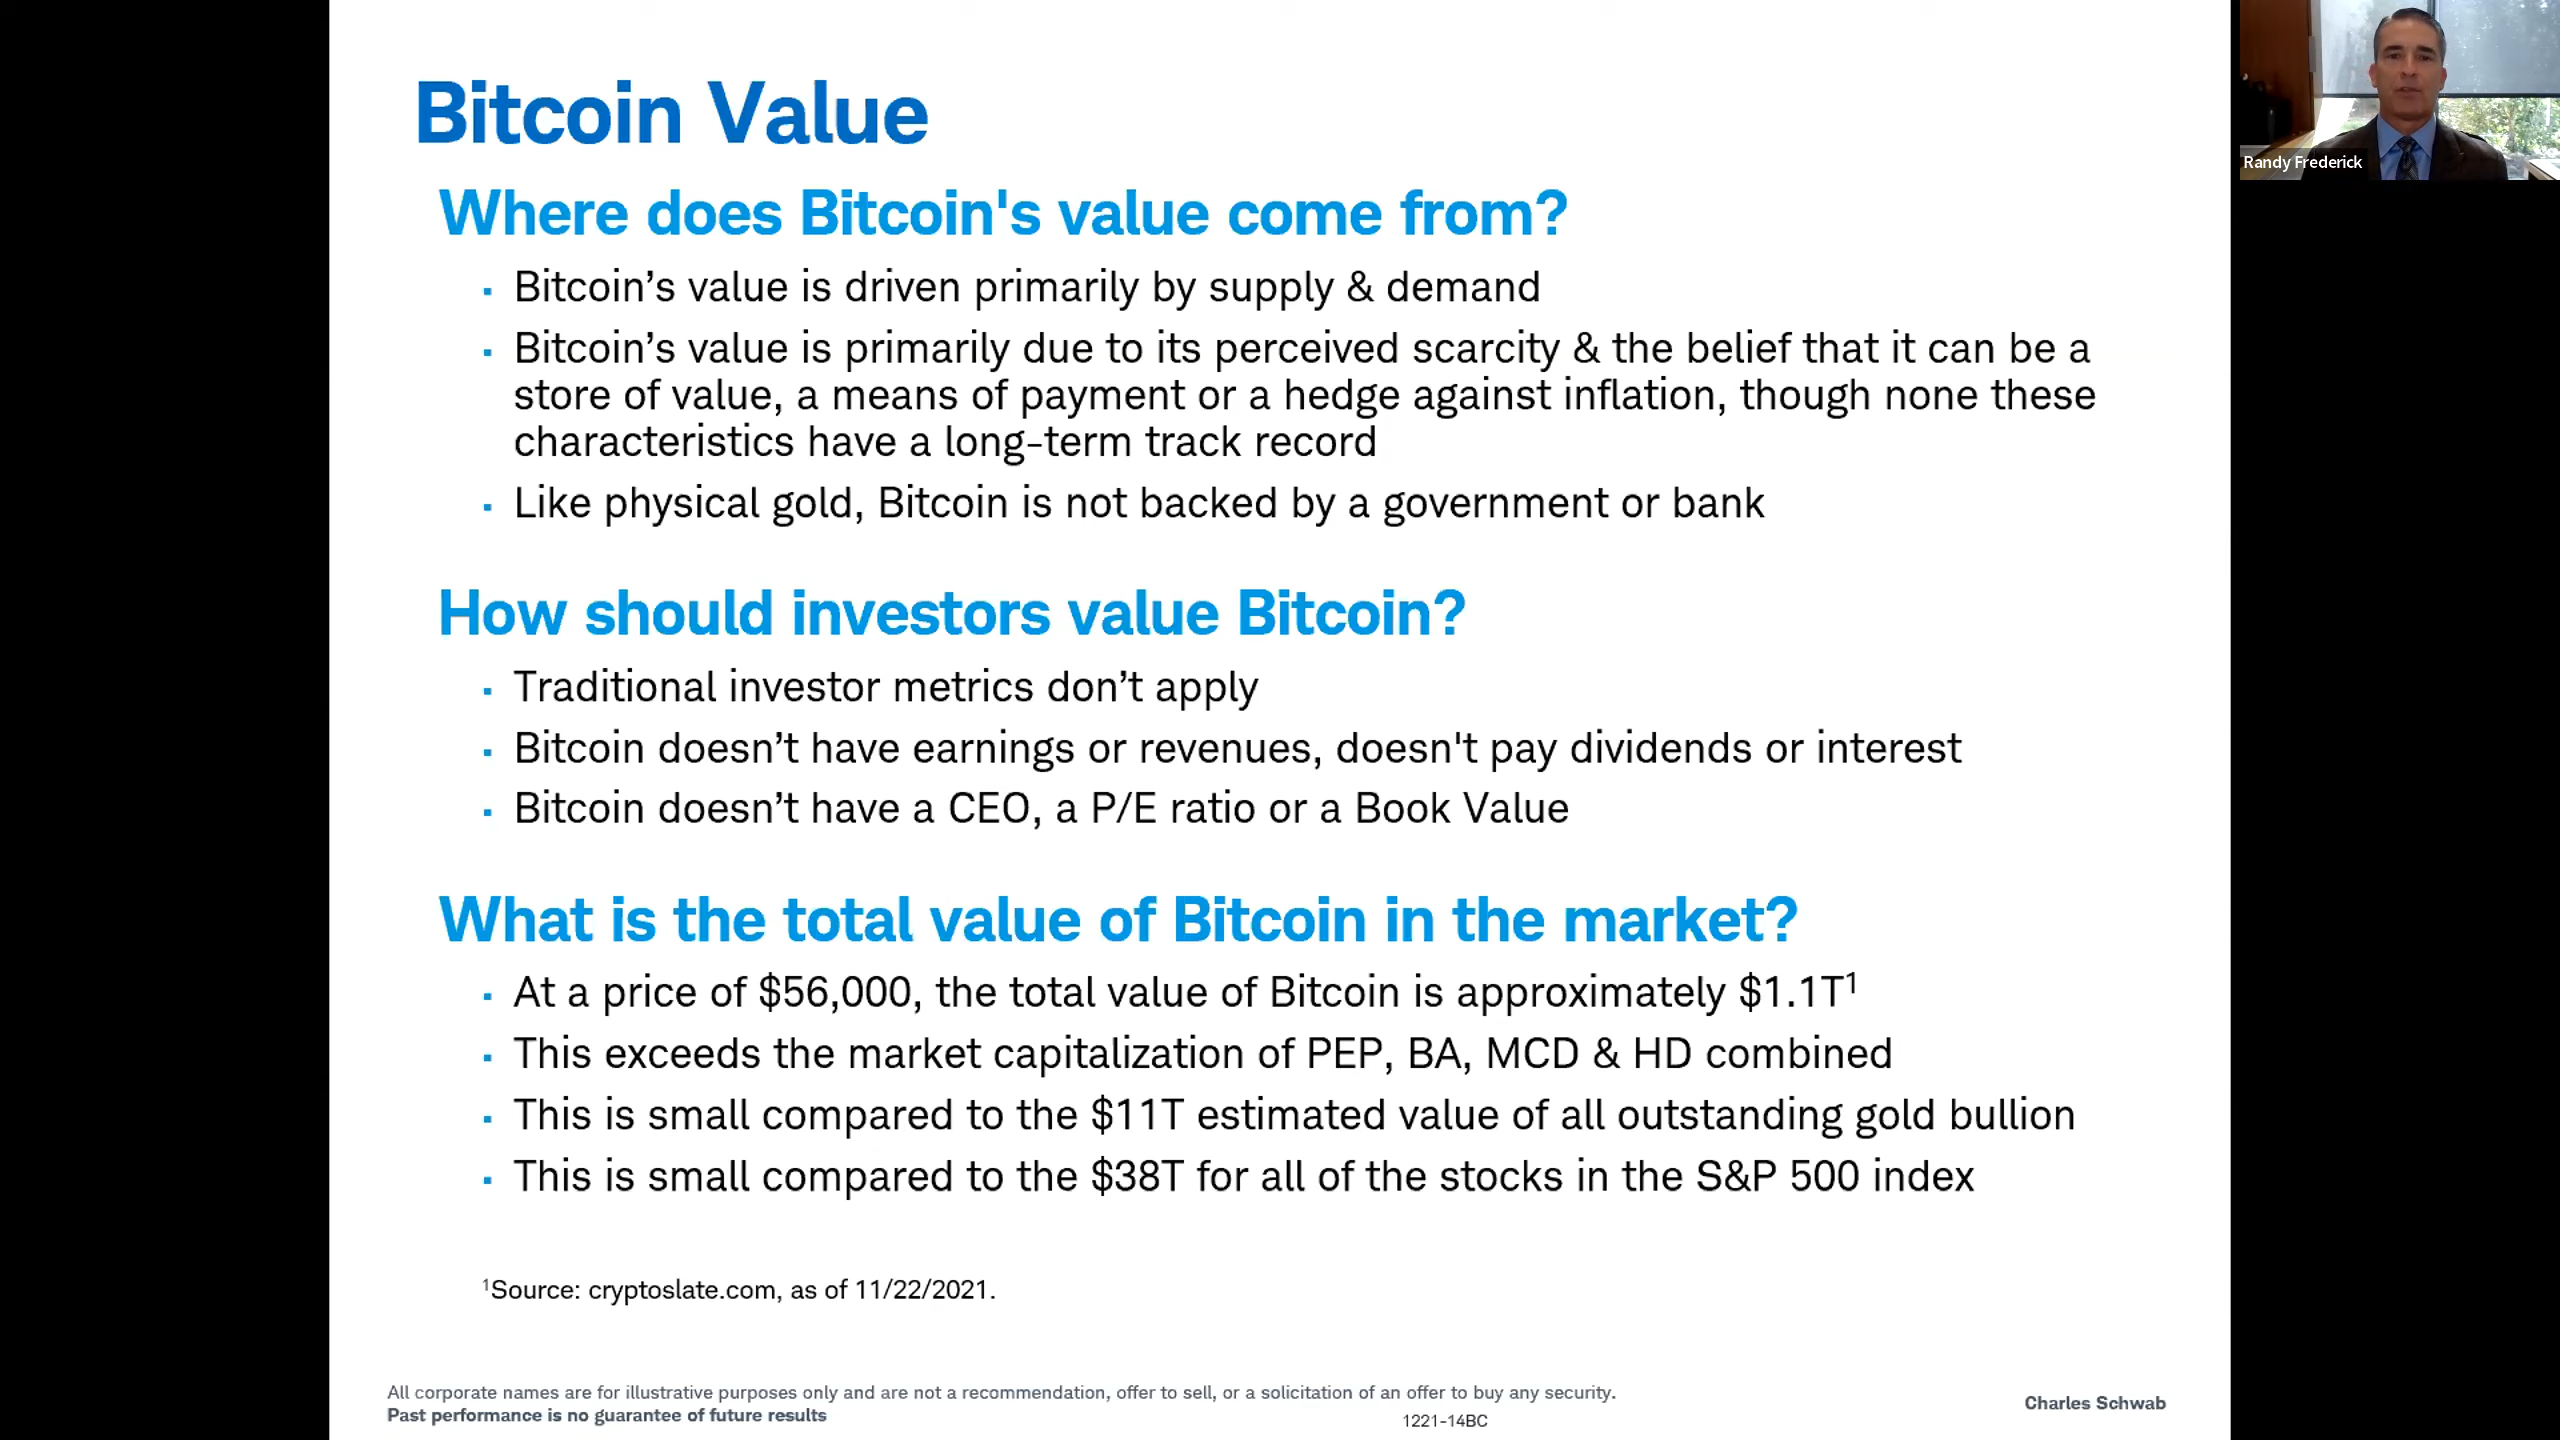 Bitcoin Value
Where does Bitcoin's value come from?
▪ Bitcoin’s value is driven primarily by supply & demand
▪ Bitcoin’s value is primarily due to its perceived scarcity & the belief that it can be a
store of value, a means of payment or a hedge against inflation, though none these
characteristics have a long-term track record
▪ Like physical gold, Bitcoin is not backed by a government or bank
How should investors value Bitcoin?
▪ Traditional investor metrics don’t apply
▪ Bitcoin doesn’t have earnings or revenues, doesn't pay dividends or interest
▪ Bitcoin doesn’t have a CEO, a P/E ratio or a Book Value
What is the total value of Bitcoin in the market?
▪ At a price of $56,000, the total value of Bitcoin is approximately $1.1T¹
▪ This exceeds the market capitalization of PEP, BA, MCD & HD combined
▪ This is small compared to the $11T estimated value of all outstanding gold bullion
▪ This is small compared to the $38T for all of the stocks in the S&P 500 index
¹Source: cryptoslate.com, as of 11/22/2021.
All corporate names are for illustrative purposes only and are not a recommendation, offer to sell, or a solicitation of an offer to buy any security.
Past performance is no guarantee of future results
1221-14BC
Charles Schwab
Randy Frederick